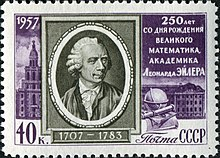 1957
250 ЛЕТ
СО ДНЯ РОЖДЕНИЯ
ВЕЛИКОГО
МАТЕМАТИКА,
АКАДЕМИКА
ЛЕОНАРДА ЭЙЛЕРА
1707 – 1783
40 К.
Почта СССР